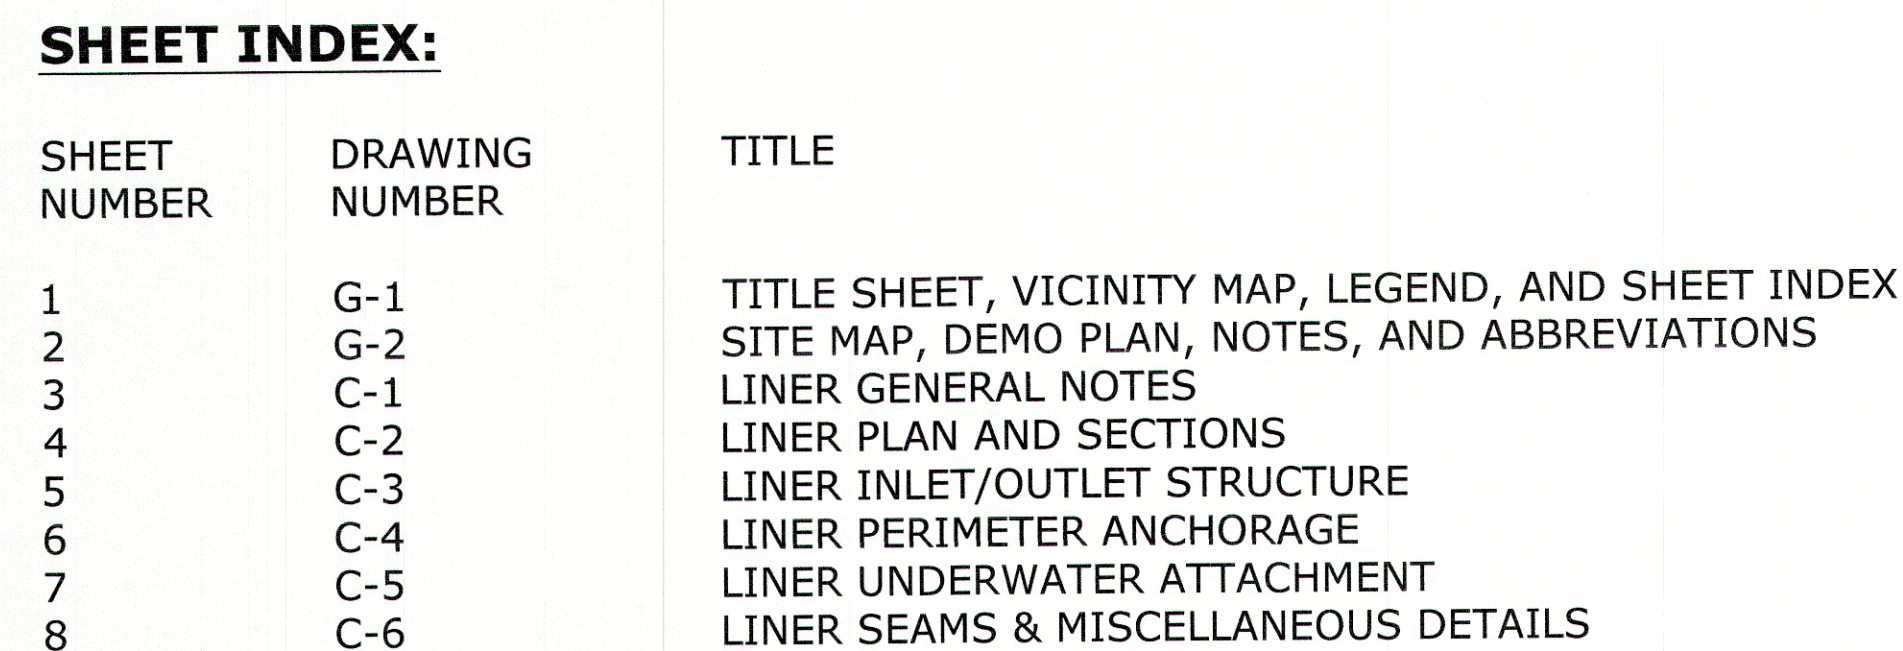 SHEET INDEX:
SHEET NUMBER DRAWING NUMBER TITLE
1 G-1 TITLE SHEET, VICINITY MAP, LEGEND, AND SHEET INDEX
2 G-2 SITE MAP, DEMO PLAN, NOTES, AND ABBREVIATIONS
3 C-1 LINER GENERAL NOTES
4 C-2 LINER PLAN AND SECTIONS
5 C-3 LINER INLET/OUTLET STRUCTURE
6 C-4 LINER PERIMETER ANCHORAGE
7 C-5 LINER UNDERWATER ATTACHMENT
8 C-6 LINER SEAMS & MISCELLANEOUS DETAILS